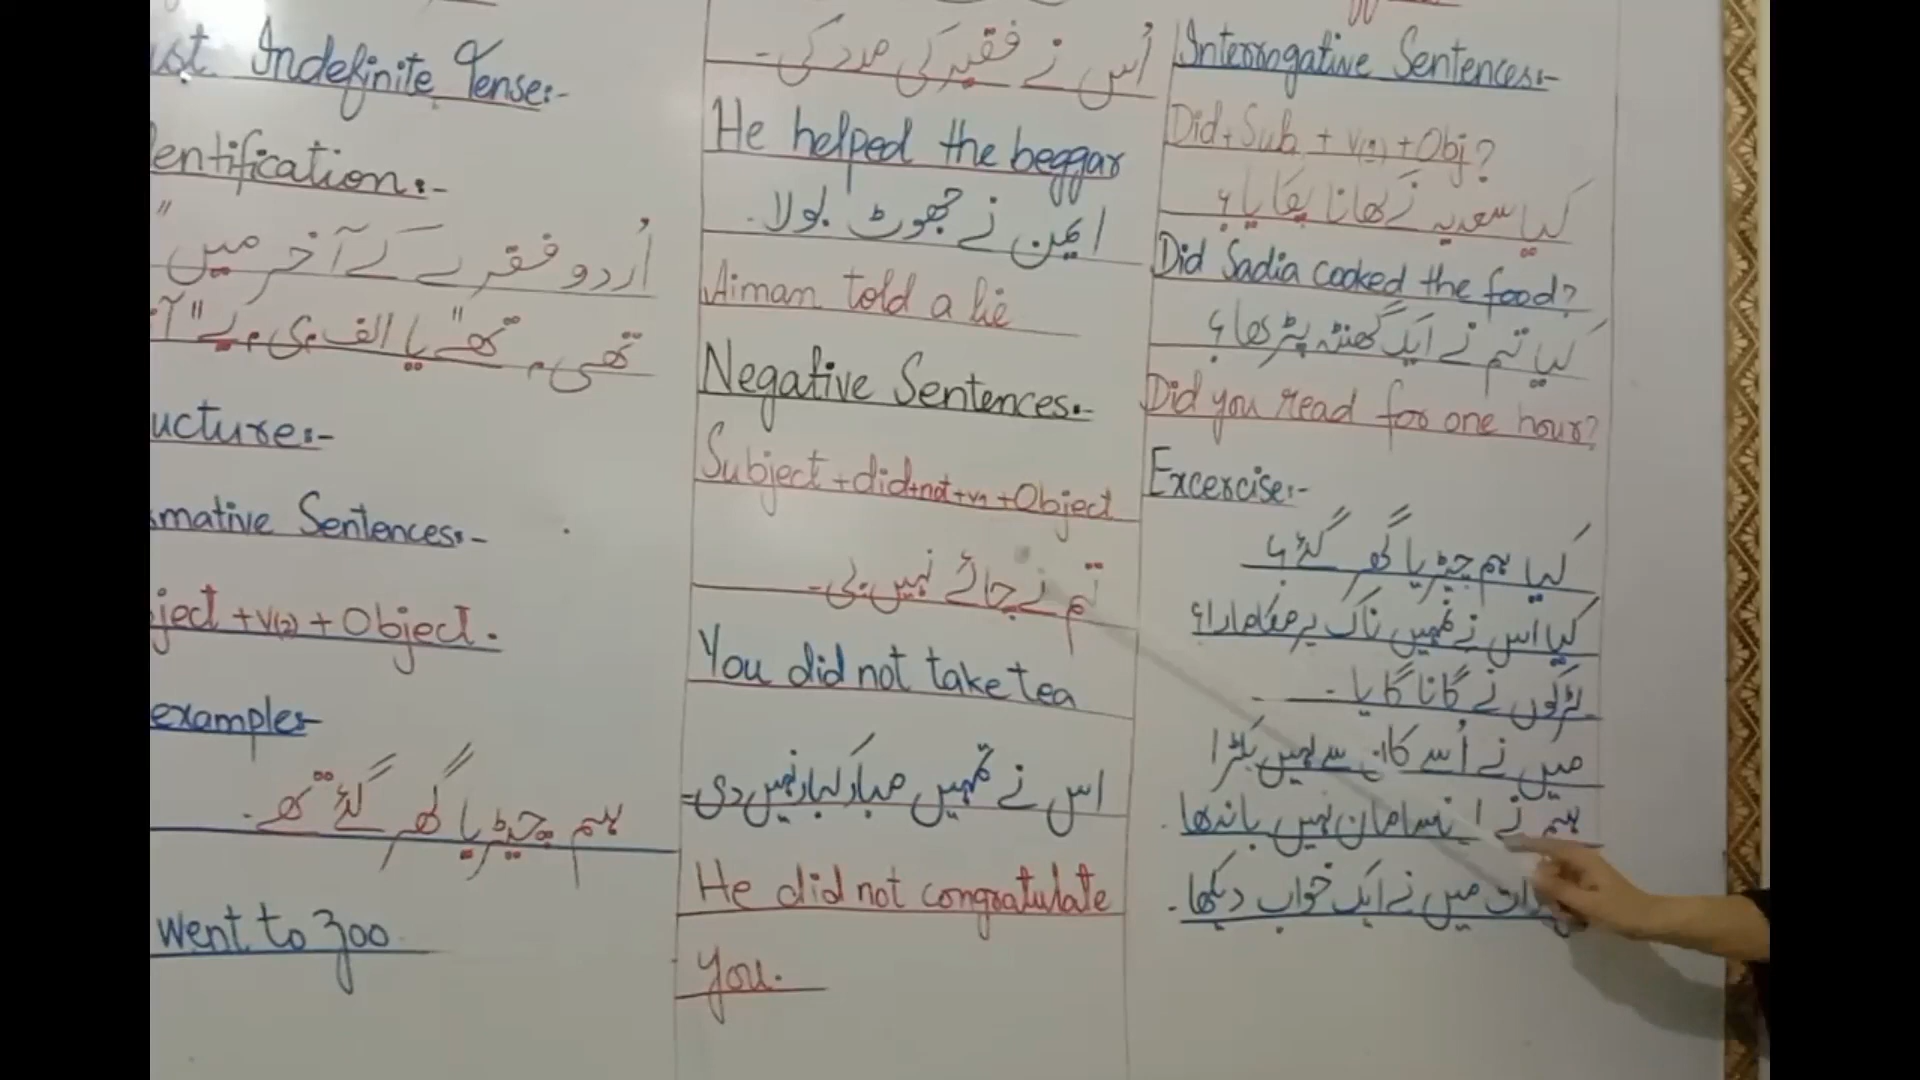 st Indefinite Tense:-
entification:-
اُردو فقرے کے آخر میں "
تھی، تھے" یا الف، ی، ے"
ucture:-
mative Sentences:-
ject + V(2) + Object.
examples
ہم چڑیا گھر گئے تھے۔
went to zoo
اُس نے فقیر کی مدد کی۔
He helped the beggar
ایمن نے جھوٹ بولا۔
Aiman told a lie
Negative Sentences:-
Subject + did + not + v1 + Object
تم نے چائے نہیں پی۔
You did not take tea
اس نے تمہیں مبارکباد نہیں دی۔
He did not congratulate
you.
Interrogative Sentences:-
Did + Sub + V(1) + Obj?
کیا سعدیہ نے کھانا پکایا؟
Did Sadia cooked the food?
کیا تم نے ایک گھنٹہ پڑھا؟
Did you read for one hour?
Excercise:-
کیا ہم چڑیا گھر گئے؟
کیا اس نے تمہیں ناک پر مکا مارا؟
لڑکوں نے گانا گایا۔
میں نے اُسے کان سے نہیں پکڑا
ہم نے اپنا سامان نہیں باندھا۔
رات میں نے ایک خواب دیکھا۔